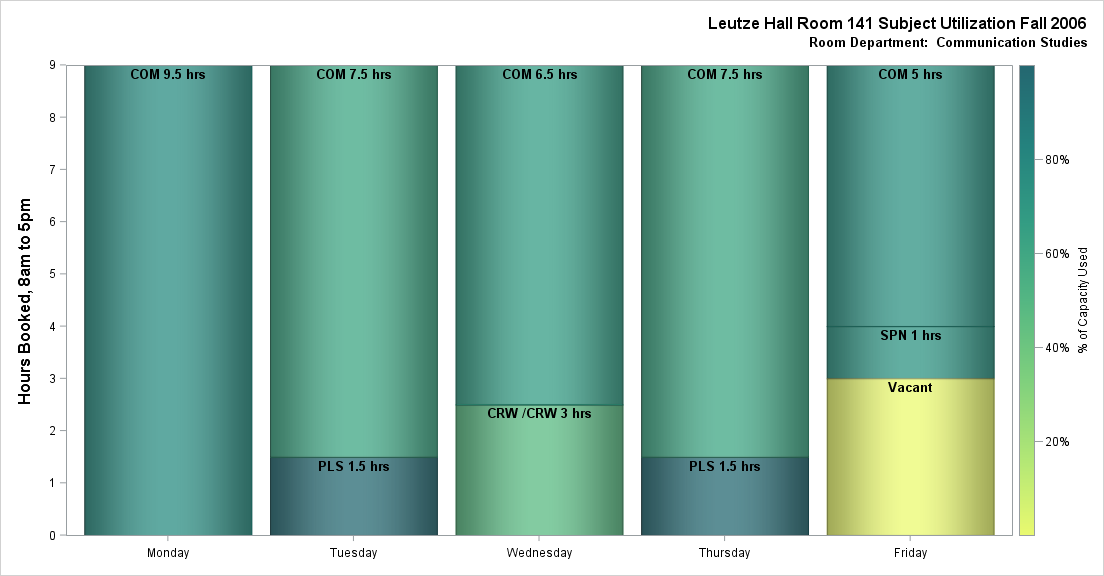 Leutze Hall Room 141 Subject Utilization Fall 2006
Room Department:  Communication Studies
Hours Booked, 8am to 5pm
9
8
7
6
5
4
3
2
1
0
COM 9.5 hrs
COM 7.5 hrs
PLS 1.5 hrs
COM 6.5 hrs
CRW /CRW 3 hrs
COM 7.5 hrs
PLS 1.5 hrs
COM 5 hrs
SPN 1 hrs
Vacant
Monday
Tuesday
Wednesday
Thursday
Friday
80%
60%
40%
20%
% of Capacity Used